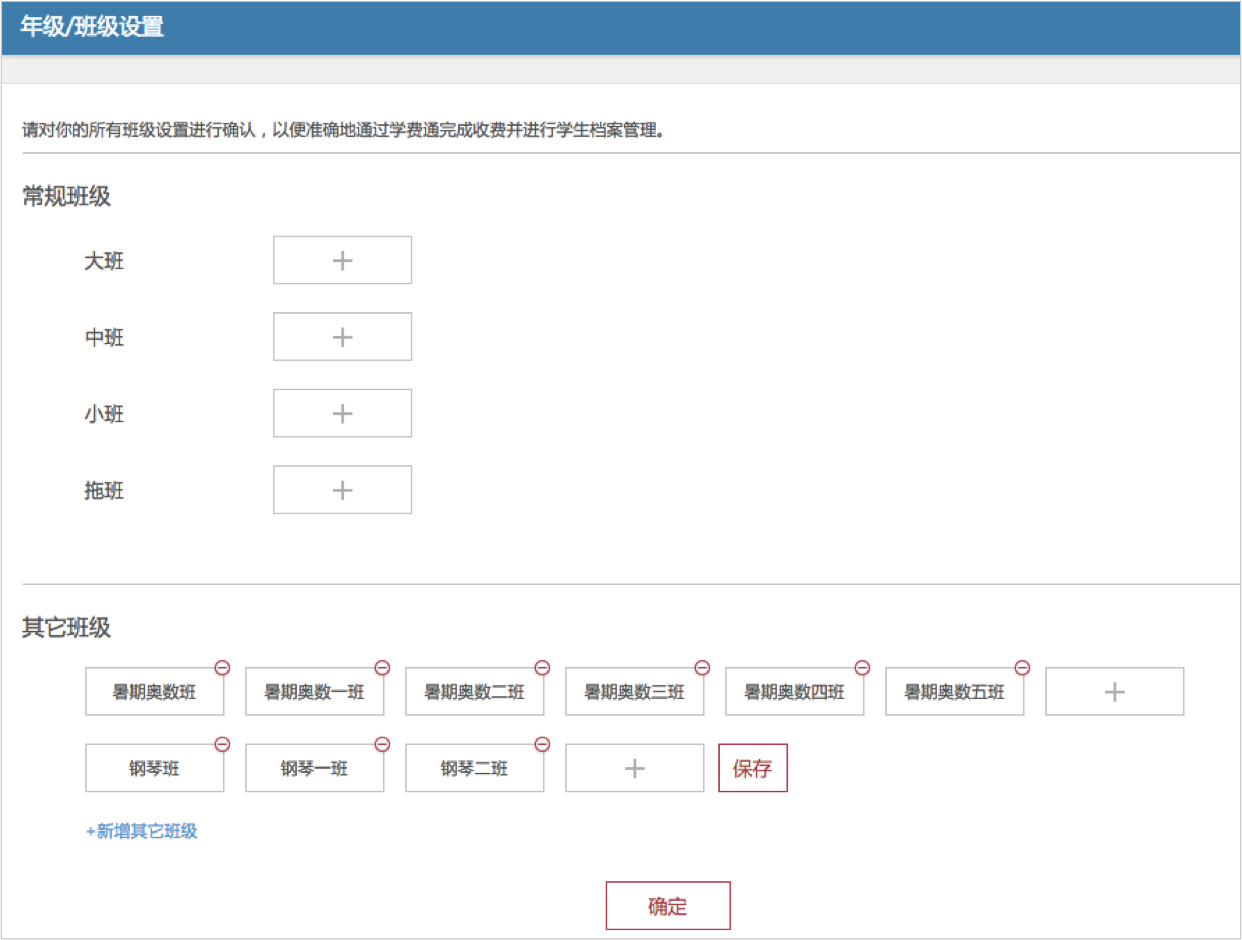 年级/班级设置
请对你的所有班级设置进行确认，以便准确地通过学费通完成收费并进行学生档案管理。
常规班级
大班 +
中班 +
小班 +
拖班 +
其它班级
暑期奥数班 暑期奥数一班 暑期奥数二班 暑期奥数三班 暑期奥数四班 暑期奥数五班 +
钢琴班 钢琴一班 钢琴二班 + 保存
+新增其它班级
确定